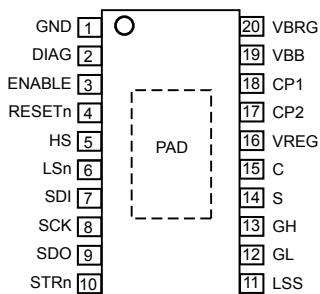 GND 1 20 VBRG
DIAG 2 19 VBB
ENABLE 3 18 CP1
RESETn 4 17 CP2
HS 5 PAD 16 VREG
LSn 6 15 C
SDI 7 14 S
SCK 8 13 GH
SDO 9 12 GL
STRn 10 11 LSS